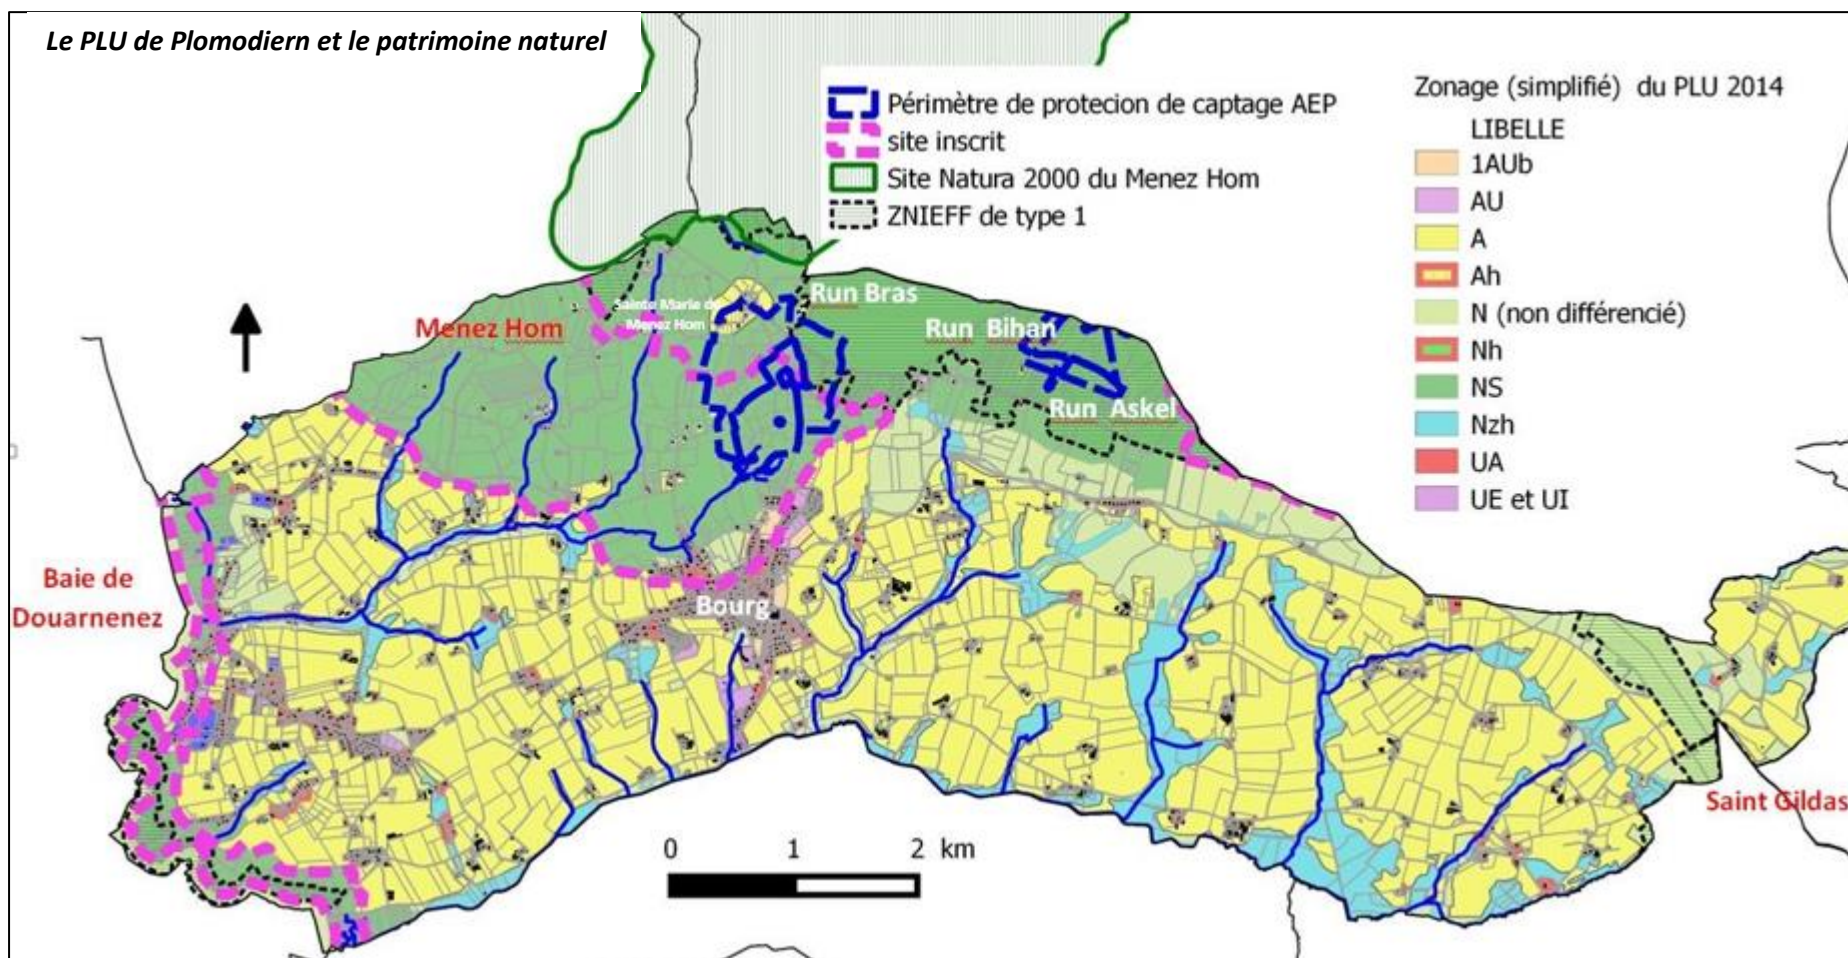 Le PLU de Plomodiern et le patrimoine naturel
Périmètre de protecion de captage AEP
site inscrit
Site Natura 2000 du Menez Hom
ZNIEFF de type 1
Zonage (simplifié) du PLU 2014
LIBELLE
1AUb
AU
A
Ah
N (non différencié)
Nh
NS
Nzh
UA
UE et UI
Run Bras
Sainte Marie de
Menez Hom
Menez Hom
Run Bihan
Run Askel
Baie de
Douarnenez
Bourg
Saint Gildas
0 1 2 km